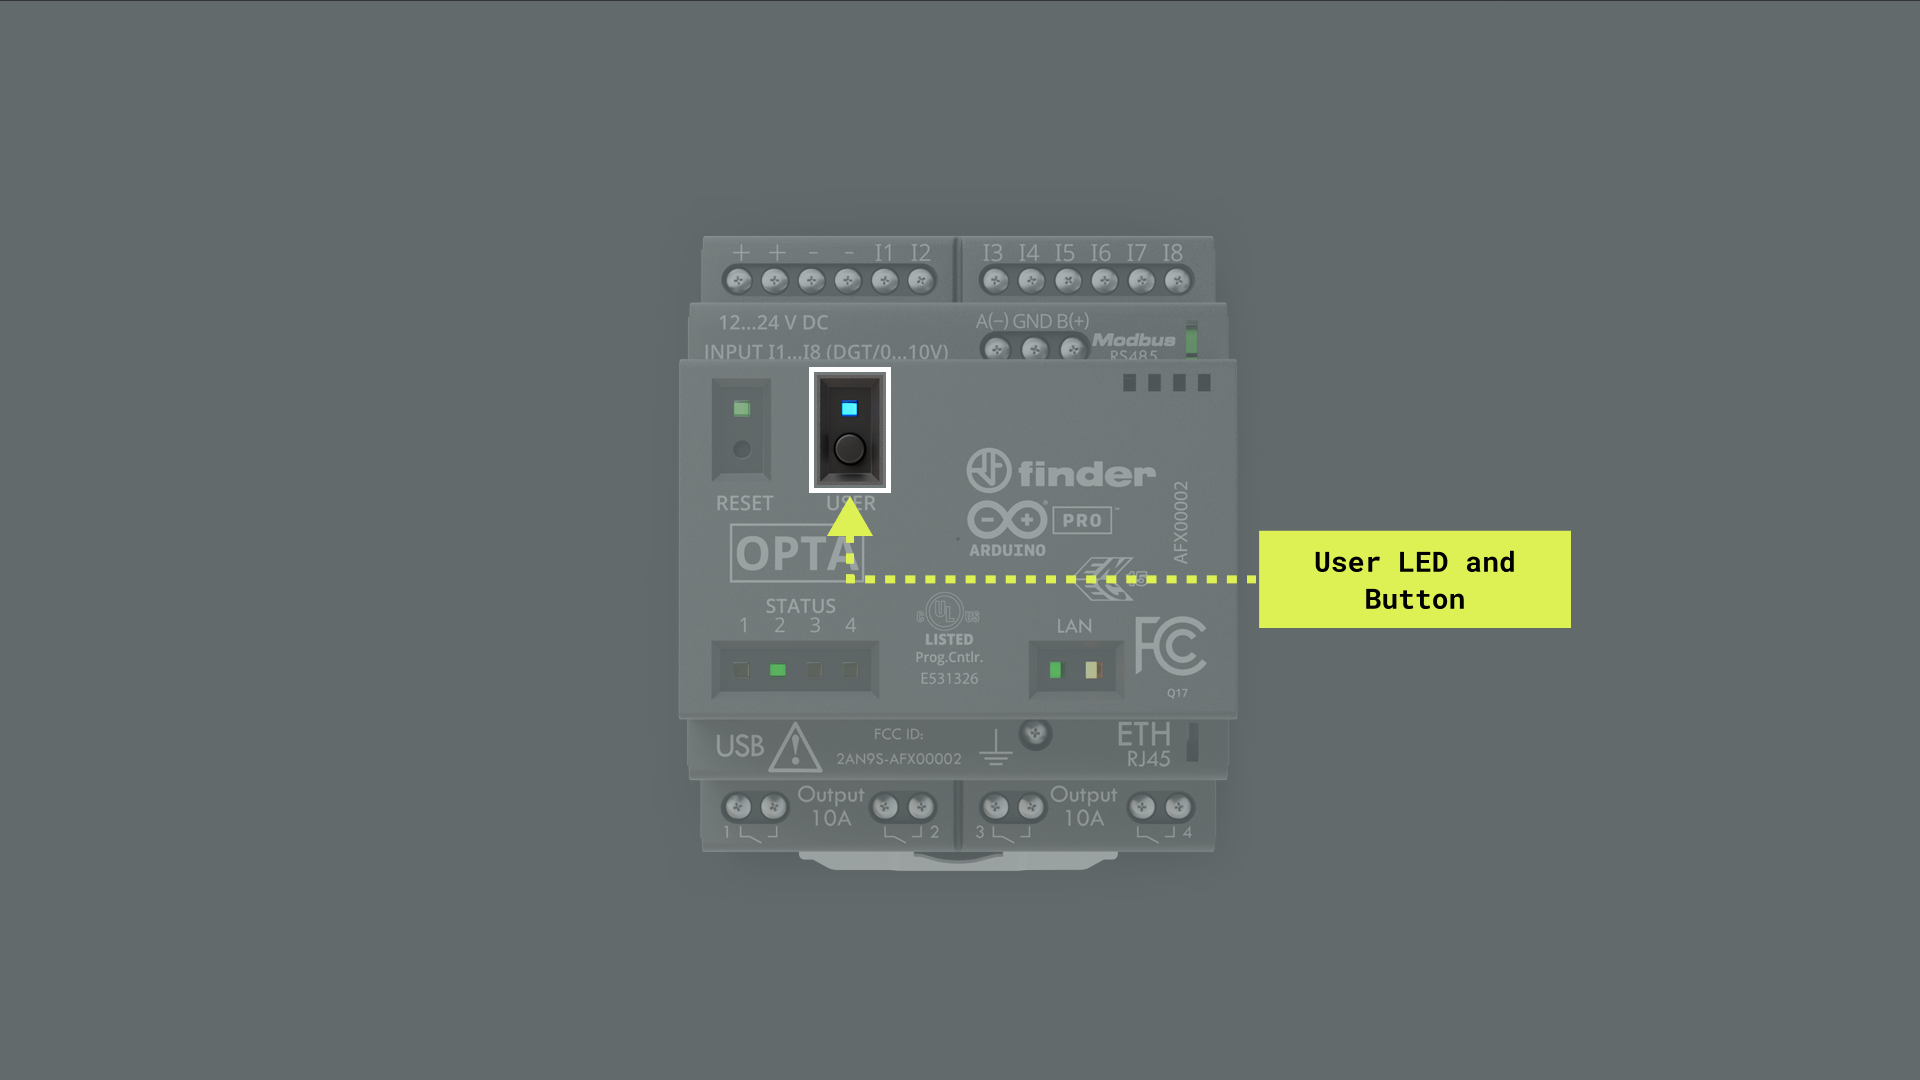 + + - - I1 I2
I3 I4 I5 I6 I7 I8
12...24 V DC
INPUT I1...I8 (DGT/0...10V)
A(-) GND B(+)
Modbus
RS485
RESET
USER
finder
PRO
ARDUINO
AFX00002
OPTA
User LED and
Button
STATUS
1 2 3 4
C UL US
LISTED
Prog.Cntlr.
E531326
LAN
FC
Q17
USB
FCC ID:
2AN9S-AFX00002
ETH
RJ45
Output
10A
1 2
Output
10A
3 4